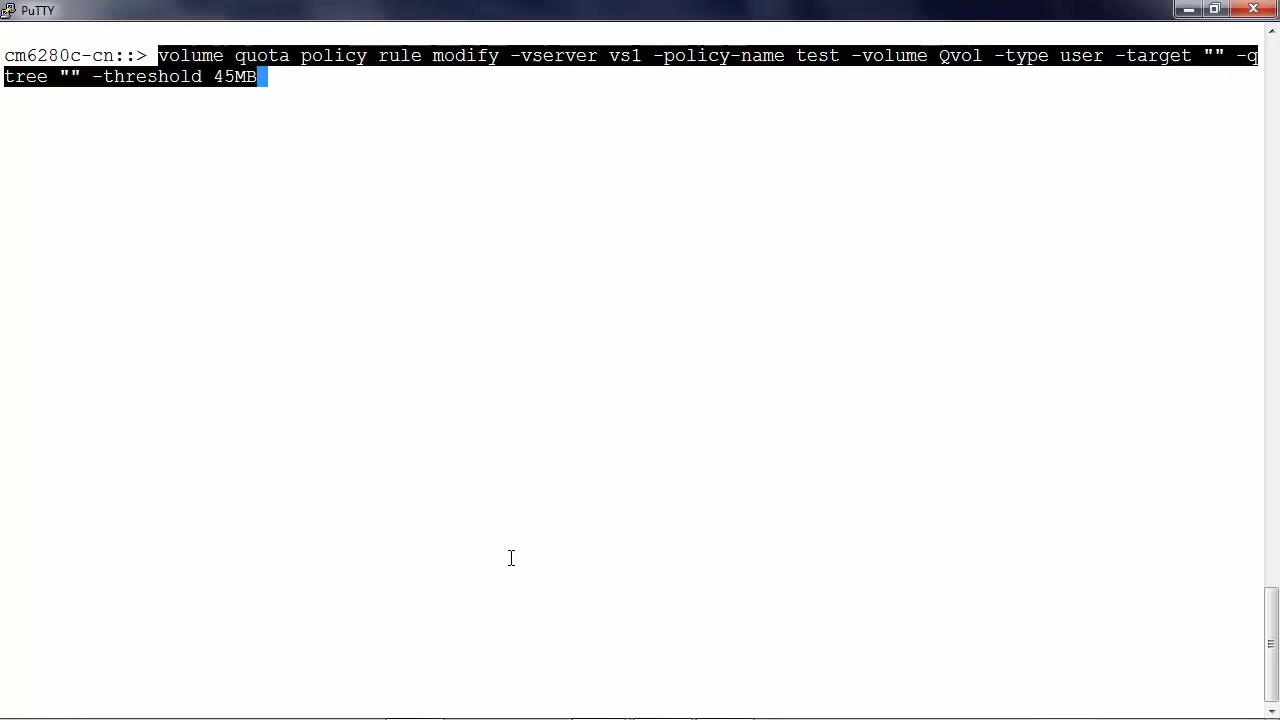 PuTTY
cm6280c-cn::> volume quota policy rule modify -vserver vs1 -policy-name test -volume Qvol -type user -target "" -q
tree "" -threshold 45MB